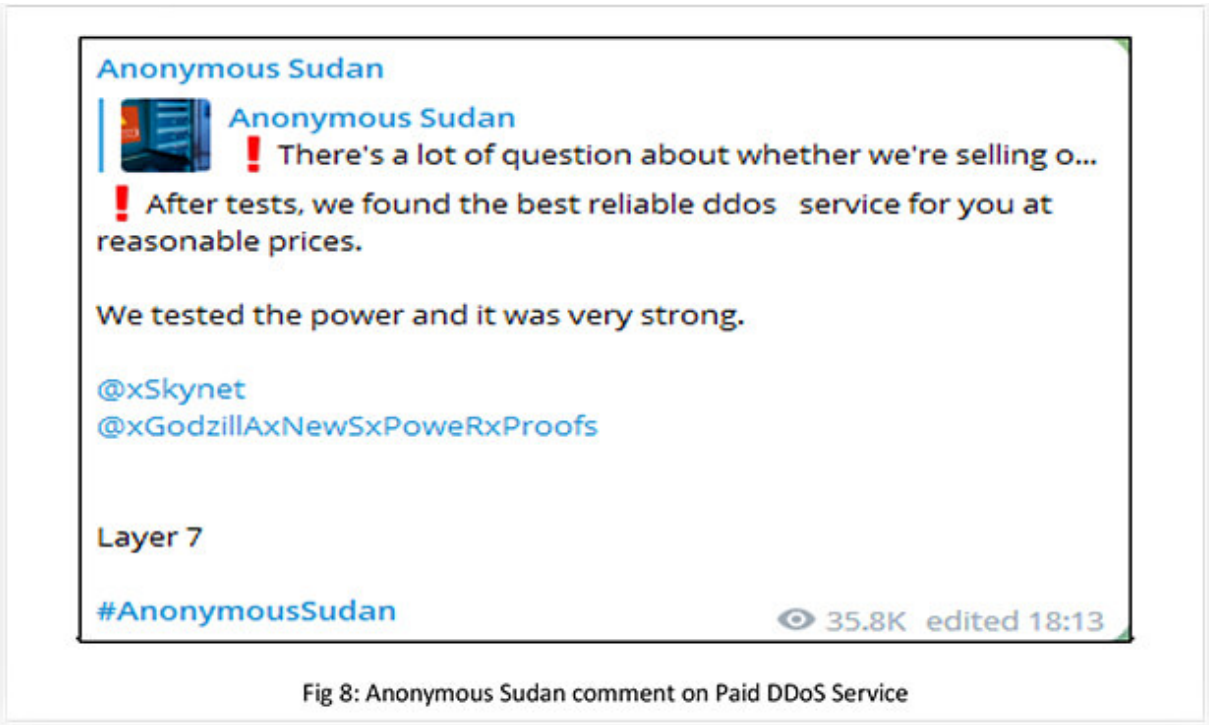 Anonymous Sudan
Anonymous Sudan
❗ There's a lot of question about whether we're selling o...
❗ After tests, we found the best reliable ddos service for you at
reasonable prices.
We tested the power and it was very strong.
@xSkynet
@xGodzillAxNewSxPoweRxProofs
Layer 7
#AnonymousSudan
35.8K edited 18:13
Fig 8: Anonymous Sudan comment on Paid DDoS Service